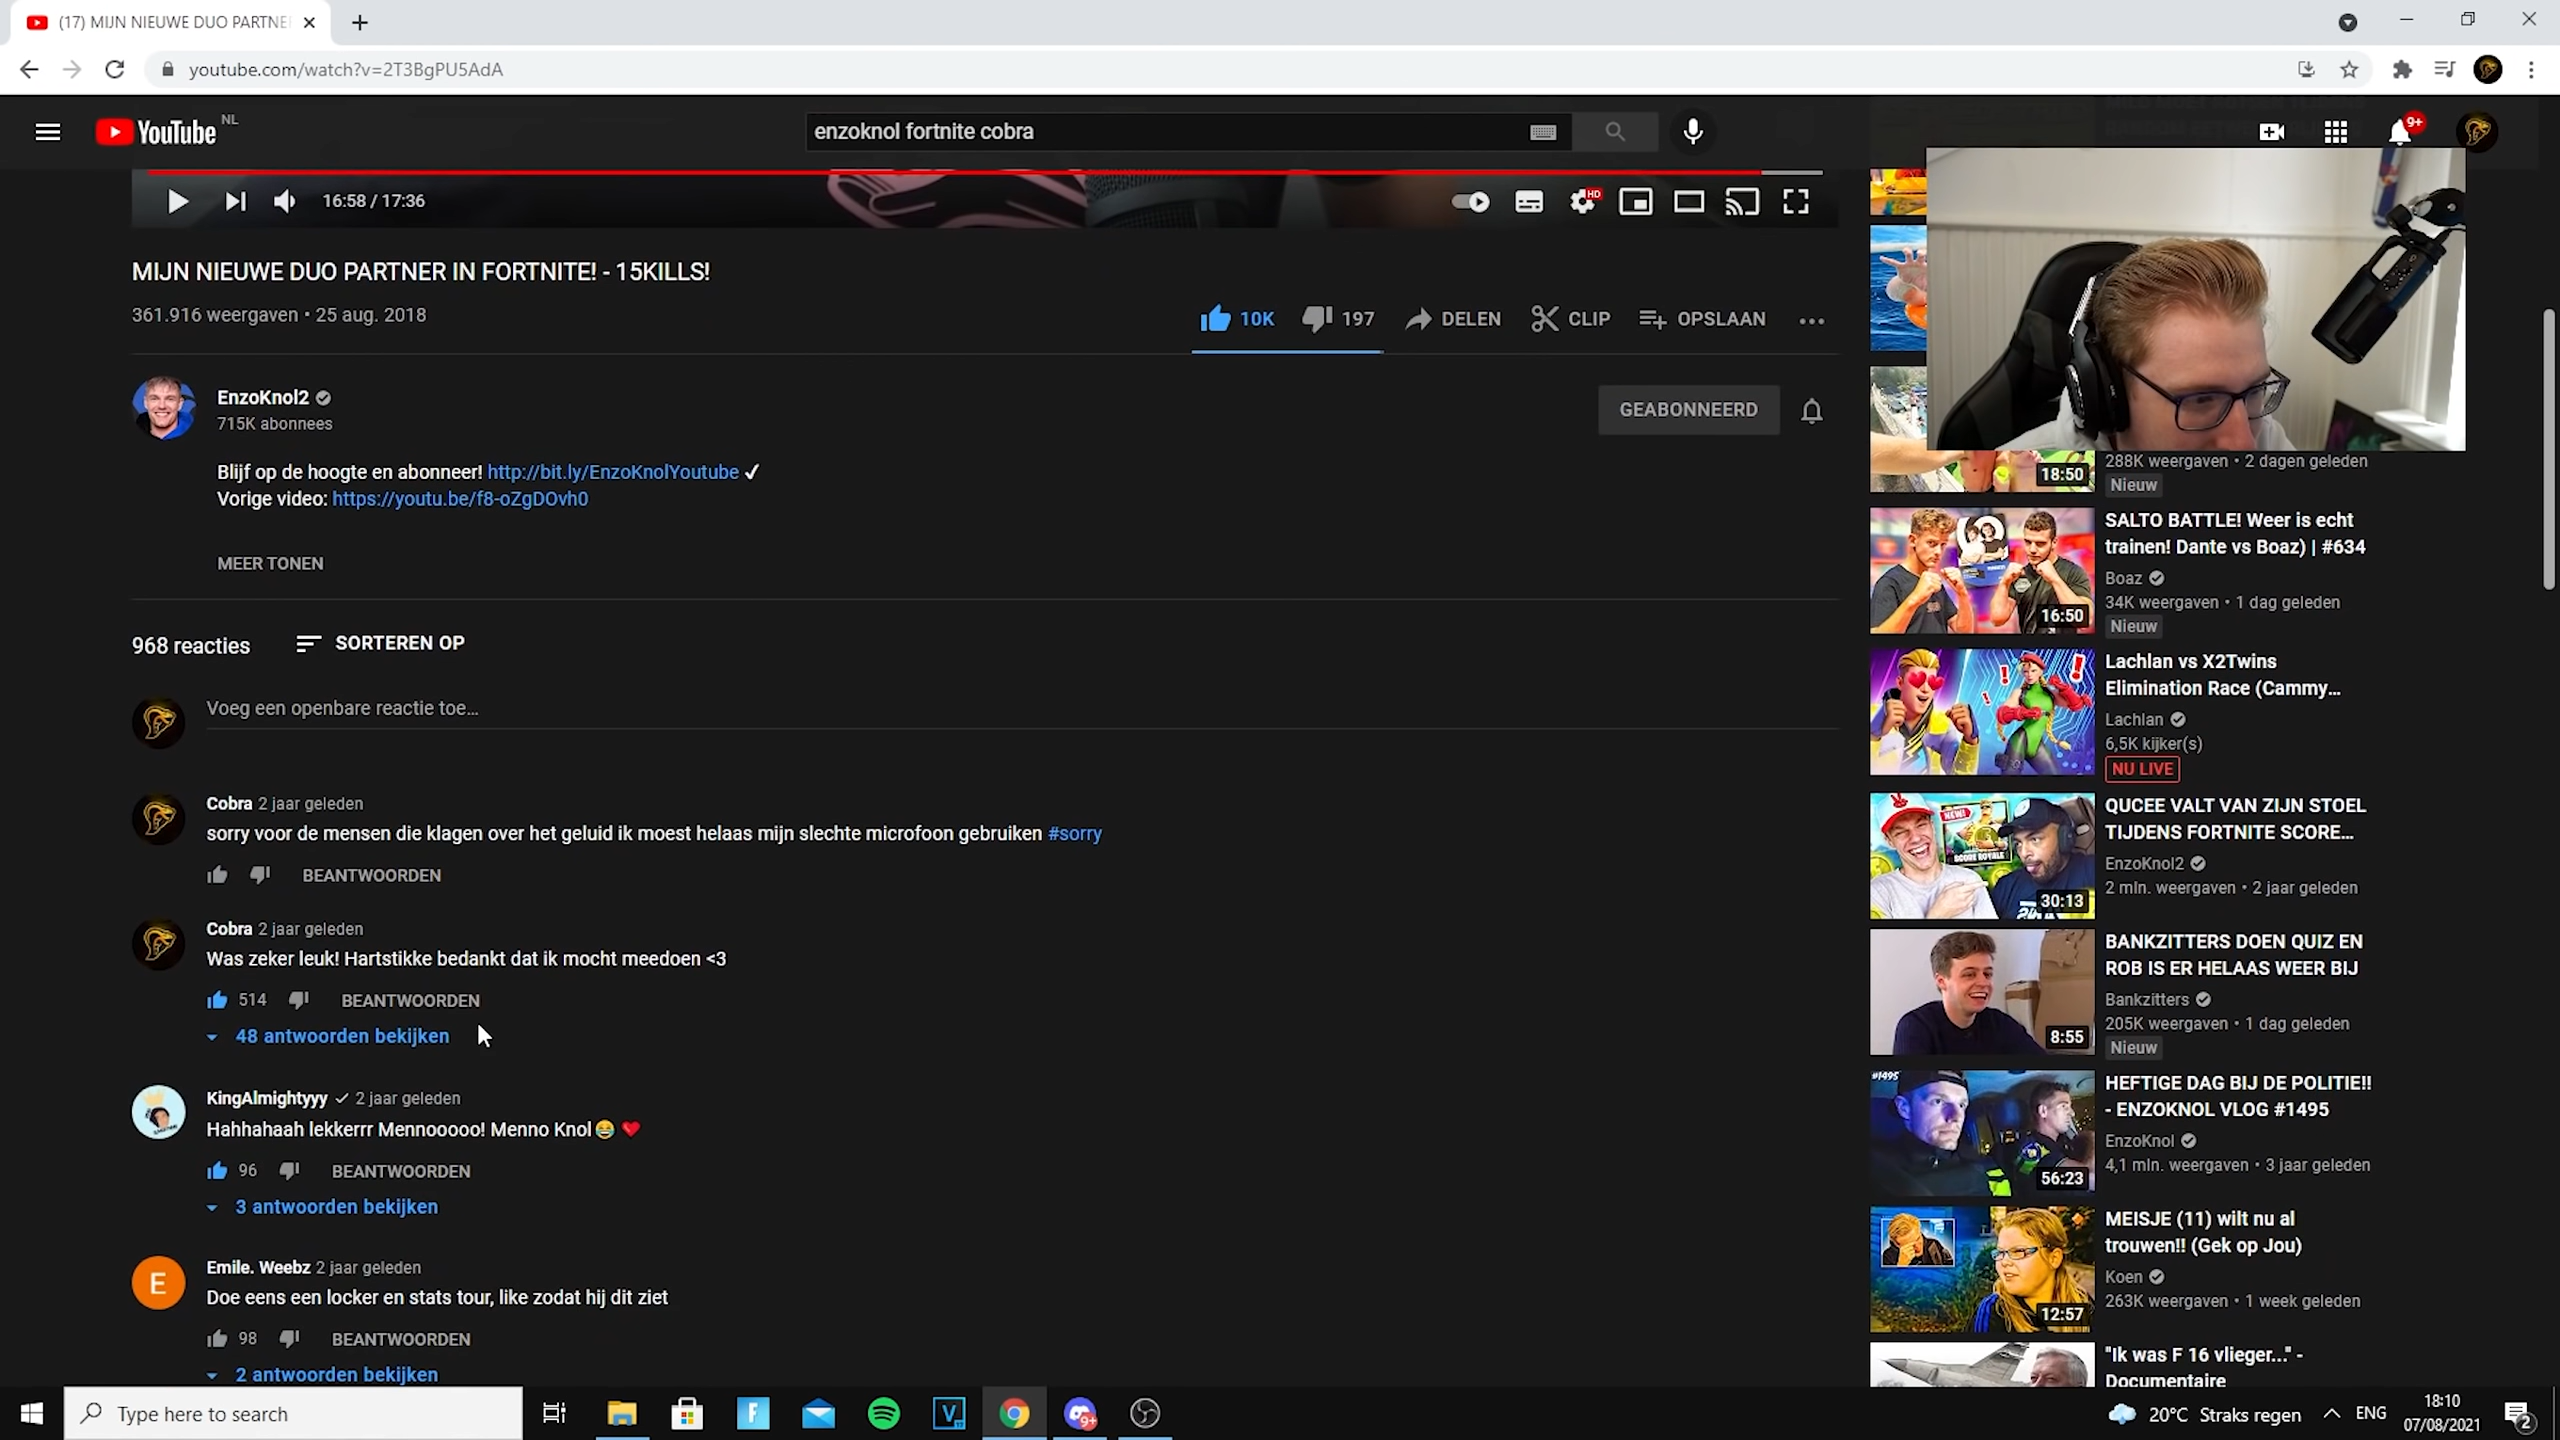 (17) MIJN NIEUWE DUO PARTNE
youtube.com/watch?v=2T3BgPU5AdA
YouTube NL
enzoknol fortnite cobra
9+
16:58 / 17:36
HD
MIJN NIEUWE DUO PARTNER IN FORTNITE! - 15KILLS!
361.916 weergaven • 25 aug. 2018
10K
197
DELEN
CLIP
OPSLAAN
EnzoKnol2
715K abonnees
GEABONNEERD
Blijf op de hoogte en abonneer! http://bit.ly/EnzoKnolYoutube ✓
Vorige video: https://youtu.be/f8-oZgDOvh0
MEER TONEN
968 reacties
SORTEREN OP
Voeg een openbare reactie toe...
Cobra 2 jaar geleden
sorry voor de mensen die klagen over het geluid ik moest helaas mijn slechte microfoon gebruiken #sorry
BEANTWOORDEN
Cobra 2 jaar geleden
Was zeker leuk! Hartstikke bedankt dat ik mocht meedoen <3
514
BEANTWOORDEN
48 antwoorden bekijken
KingAlmightyyy ✓ 2 jaar geleden
Hahhahaah lekkerrr Mennooooo! Menno Knol😂 ❤
96
BEANTWOORDEN
3 antwoorden bekijken
E
Emile. Weebz 2 jaar geleden
Doe eens een locker en stats tour, like zodat hij dit ziet
98
BEANTWOORDEN
2 antwoorden bekijken
18:50
288K weergaven • 2 dagen geleden
Nieuw
16:50
SALTO BATTLE! Weer is echt
trainen! Dante vs Boaz) | #634
Boaz
34K weergaven • 1 dag geleden
Nieuw
Lachlan vs X2Twins
Elimination Race (Cammy...
Lachlan
6,5K kijker(s)
NU LIVE
NEW!
SCORE ROYALE
30:13
QUCEE VALT VAN ZIJN STOEL
TIJDENS FORTNITE SCORE...
EnzoKnol2
2 mln. weergaven • 2 jaar geleden
8:55
BANKZITTERS DOEN QUIZ EN
ROB IS ER HELAAS WEER BIJ
Bankzitters
205K weergaven • 1 dag geleden
Nieuw
#1495
56:23
HEFTIGE DAG BIJ DE POLITIE!!
- ENZOKNOL VLOG #1495
EnzoKnol
4,1 mln. weergaven • 3 jaar geleden
12:57
MEISJE (11) wilt nu al
trouwen!! (Gek op Jou)
Koen
263K weergaven • 1 week geleden
"Ik was F 16 vlieger..." -
Documentaire
Type here to search
F
V
9+
20°C Straks regen
ENG
18:10
07/08/2021
2